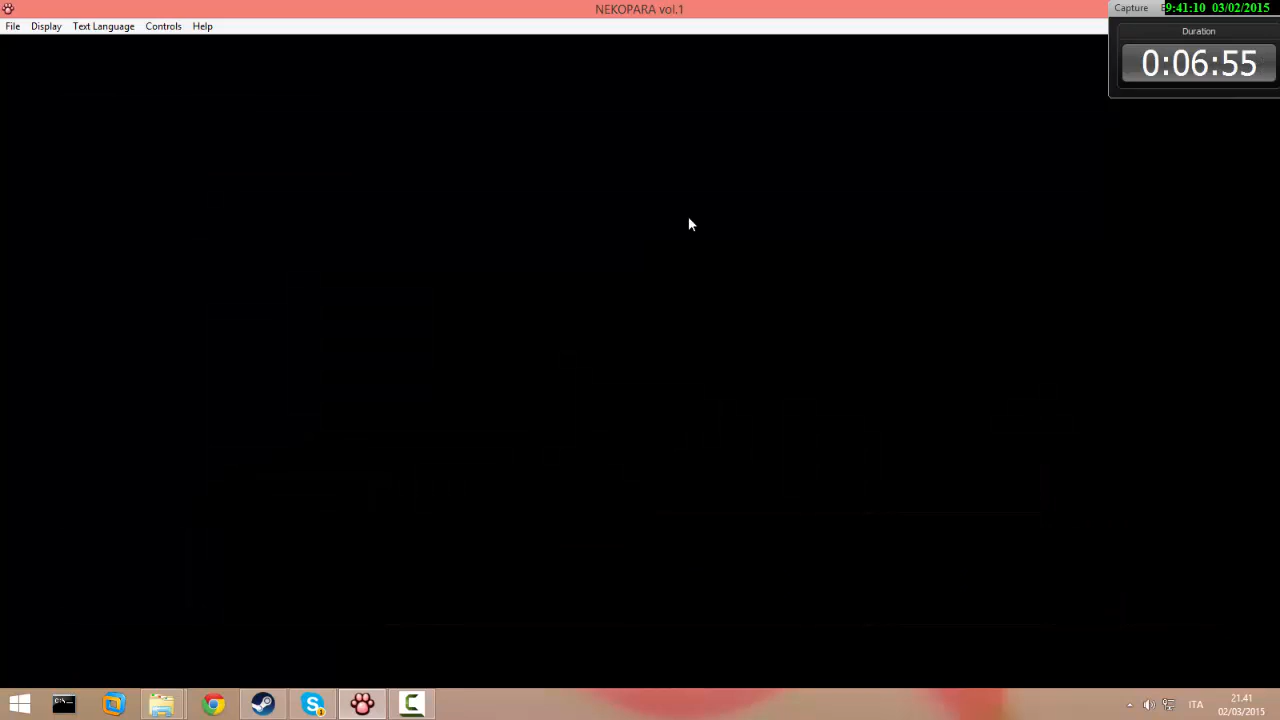 NEKOPARA vol.1
File Display Text Language Controls Help
Capture 9:41:10 03/02/2015
Duration
0:06:55
ITA
21.41
02/03/2015